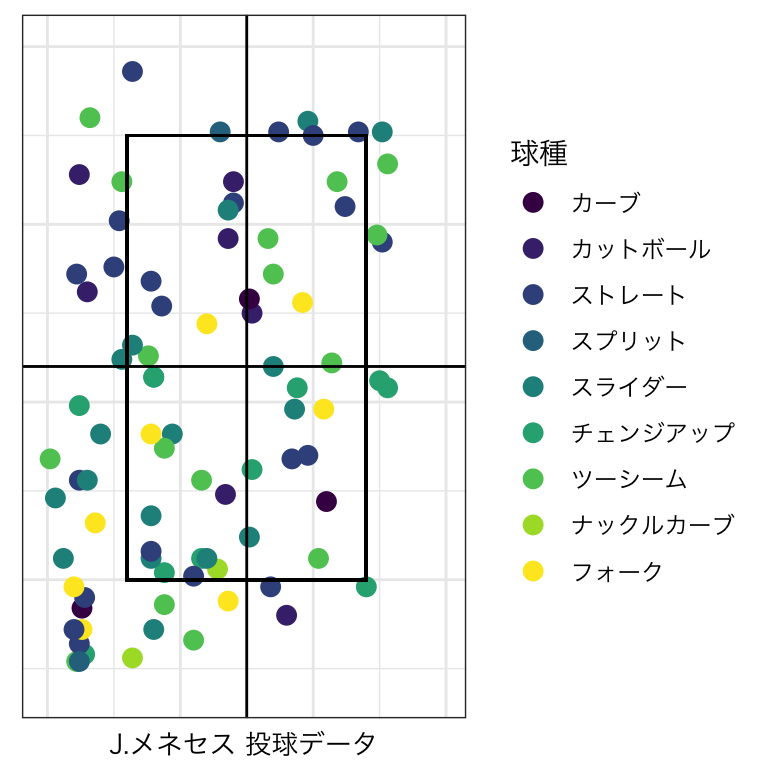 球種
カーブ
カットボール
ストレート
スプリット
スライダー
チェンジアップ
ツーシーム
ナックルカーブ
フォーク
J.メネセス 投球データ